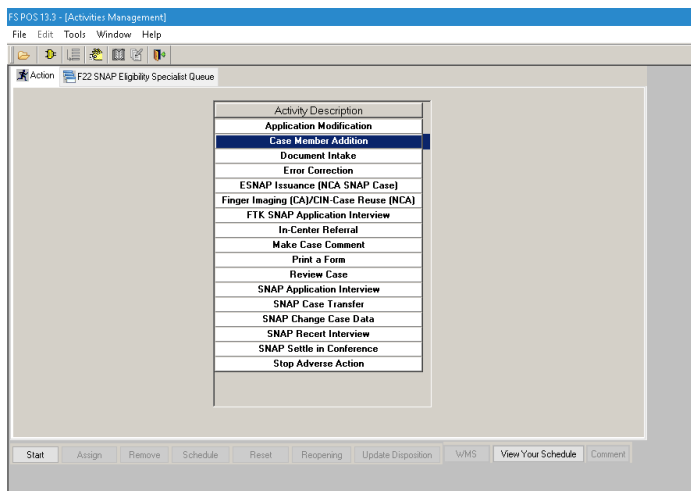 FS POS 13.3 - [Activities Management]
File Edit Tools Window Help
Action F22 SNAP Eligibility Specialist Queue
Activity Description
Application Modification
Case Member Addition
Document Intake
Error Correction
ESNAP Issuance (NCA SNAP Case)
Finger Imaging (CA)/CIN-Case Reuse (NCA)
FTK SNAP Application Interview
In-Center Referral
Make Case Comment
Print a Form
Review Case
SNAP Application Interview
SNAP Case Transfer
SNAP Change Case Data
SNAP Recert Interview
SNAP Settle in Conference
Stop Adverse Action
Start Assign Remove Schedule Reset Reopening Update Disposition WMS View Your Schedule Comment